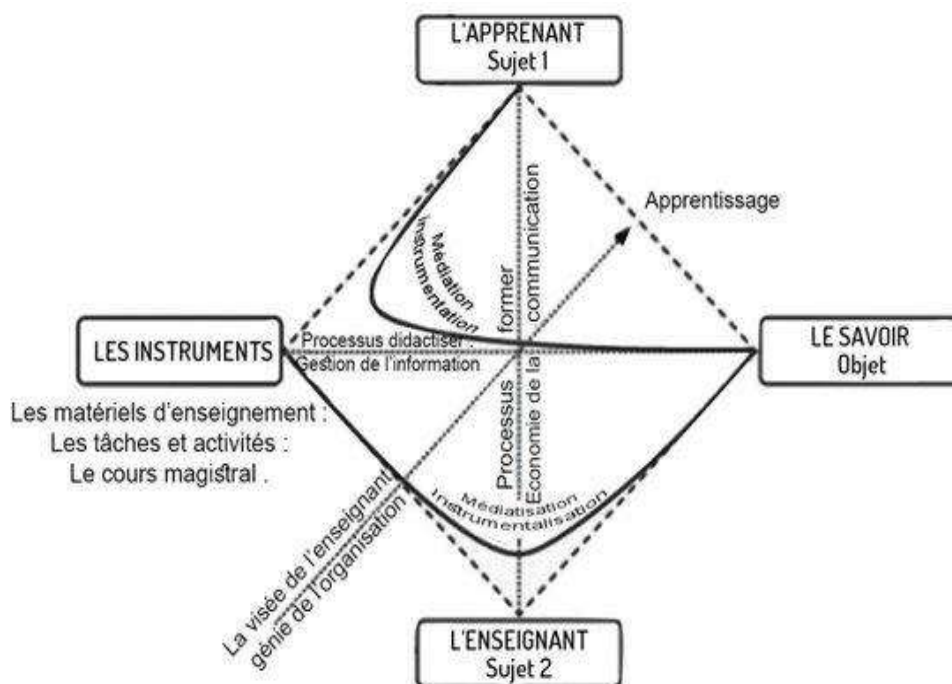 L'APPRENANT
Sujet 1
Apprentissage
Médiation
instrumentation
Processus former
Economie de la communication
LES INSTRUMENTS
Processus didactiser :
Gestion de l'information
LE SAVOIR
Objet
Les matériels d'enseignement :
Les tâches et activités :
Le cours magistral .
Médiatisation
Instrumentalisation
La visée de l'enseignant
génie de l'organisation
L'ENSEIGNANT
Sujet 2